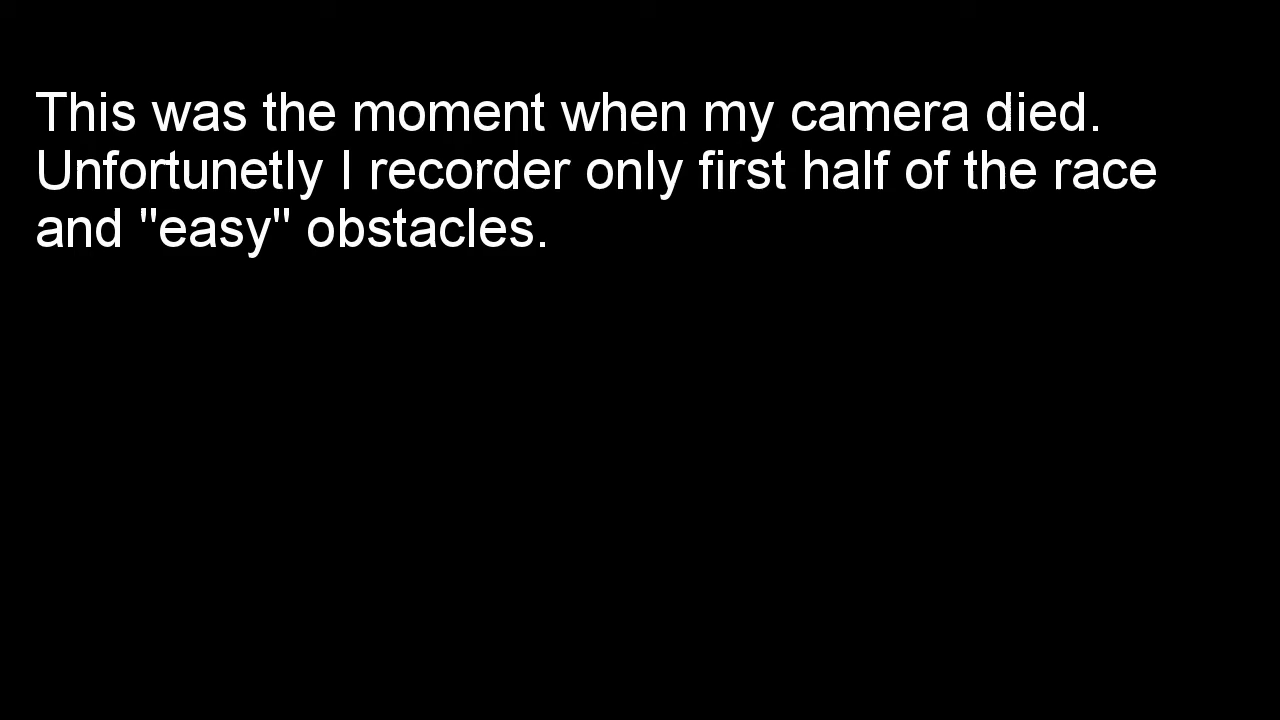 This was the moment when my camera died.
Unfortunetly I recorder only first half of the race
and "easy" obstacles.